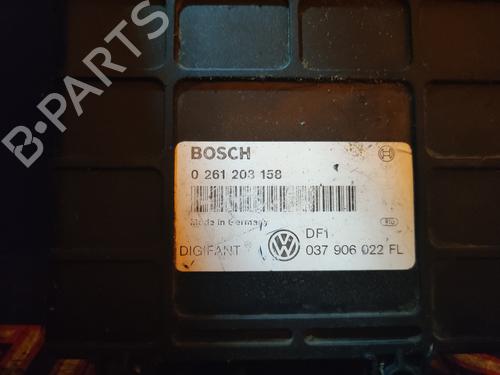 B-PARTS
BOSCH
0 261 203 158
Made in Germany
DF1
DIGIFANT 037 906 022 FL